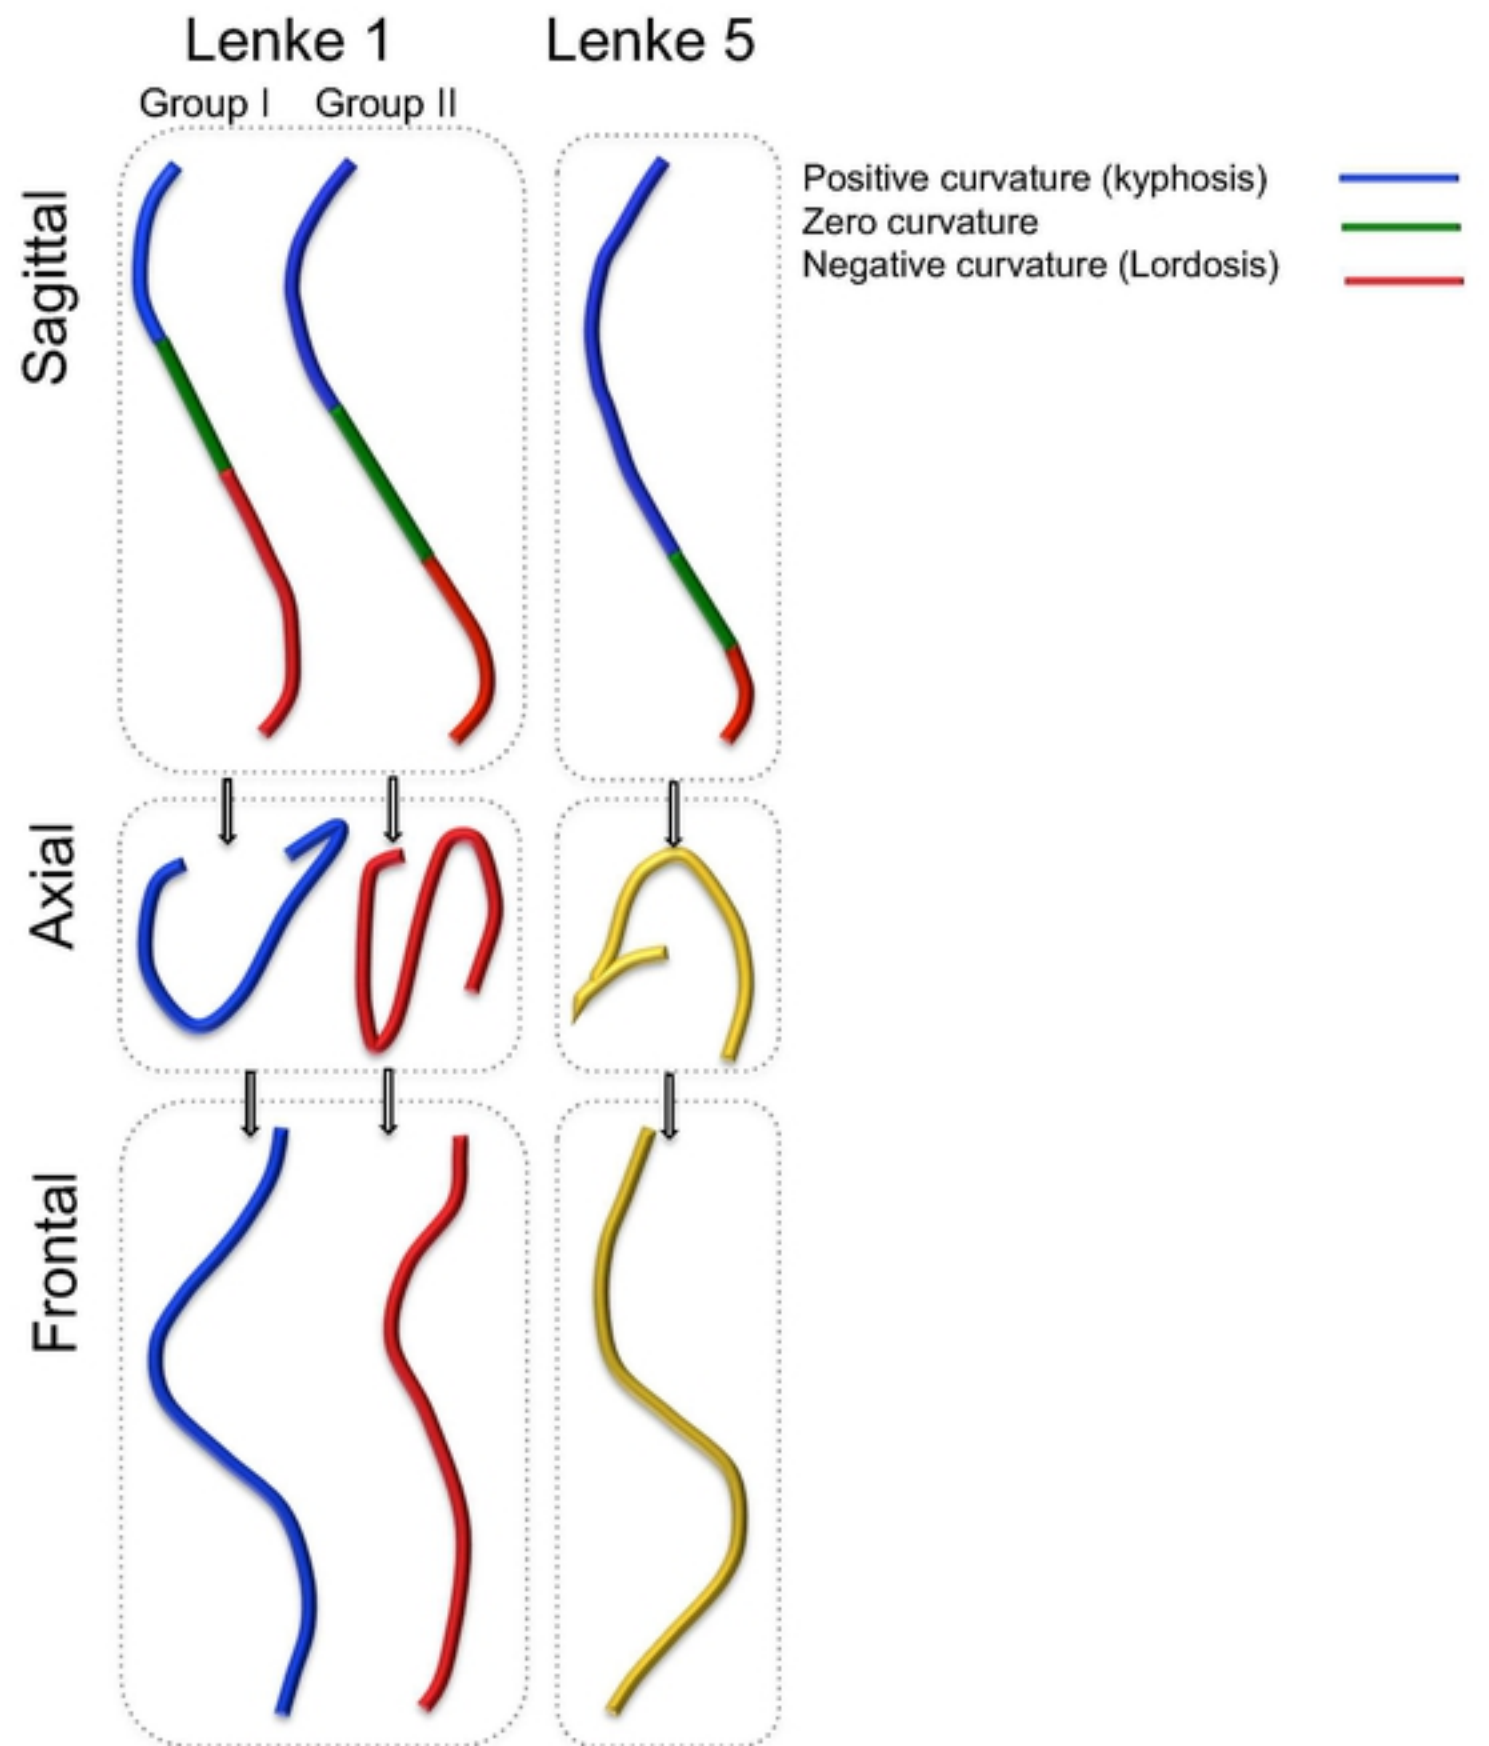 Lenke 1
Lenke 5
Group I
Group II
Sagittal
Positive curvature (kyphosis)
Zero curvature
Negative curvature (Lordosis)
Axial
Frontal